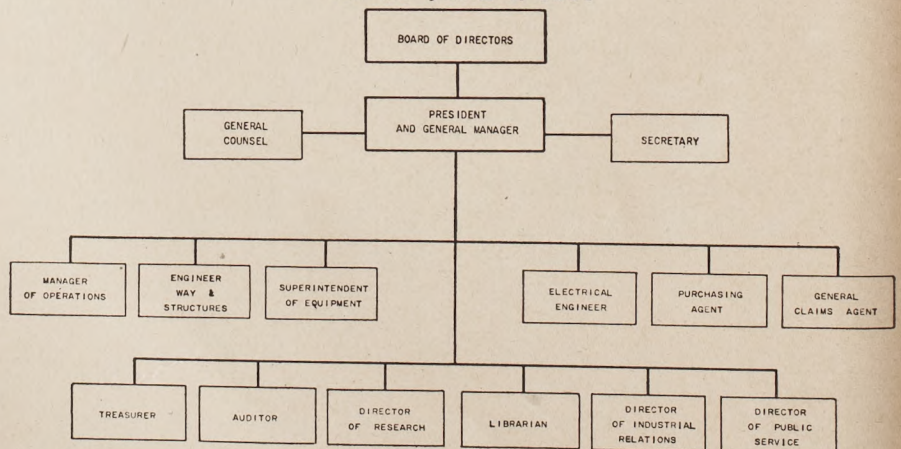 BOARD OF DIRECTORS
PRESIDENT
AND GENERAL MANAGER
GENERAL
COUNSEL
SECRETARY
MANAGER
OF OPERATIONS
ENGINEER
WAY &
STRUCTURES
SUPERINTENDENT
OF EQUIPMENT
ELECTRICAL
ENGINEER
PURCHASING
AGENT
GENERAL
CLAIMS AGENT
TREASURER
AUDITOR
DIRECTOR
OF RESEARCH
LIBRARIAN
DIRECTOR
OF INDUSTRIAL
RELATIONS
DIRECTOR
OF PUBLIC
SERVICE